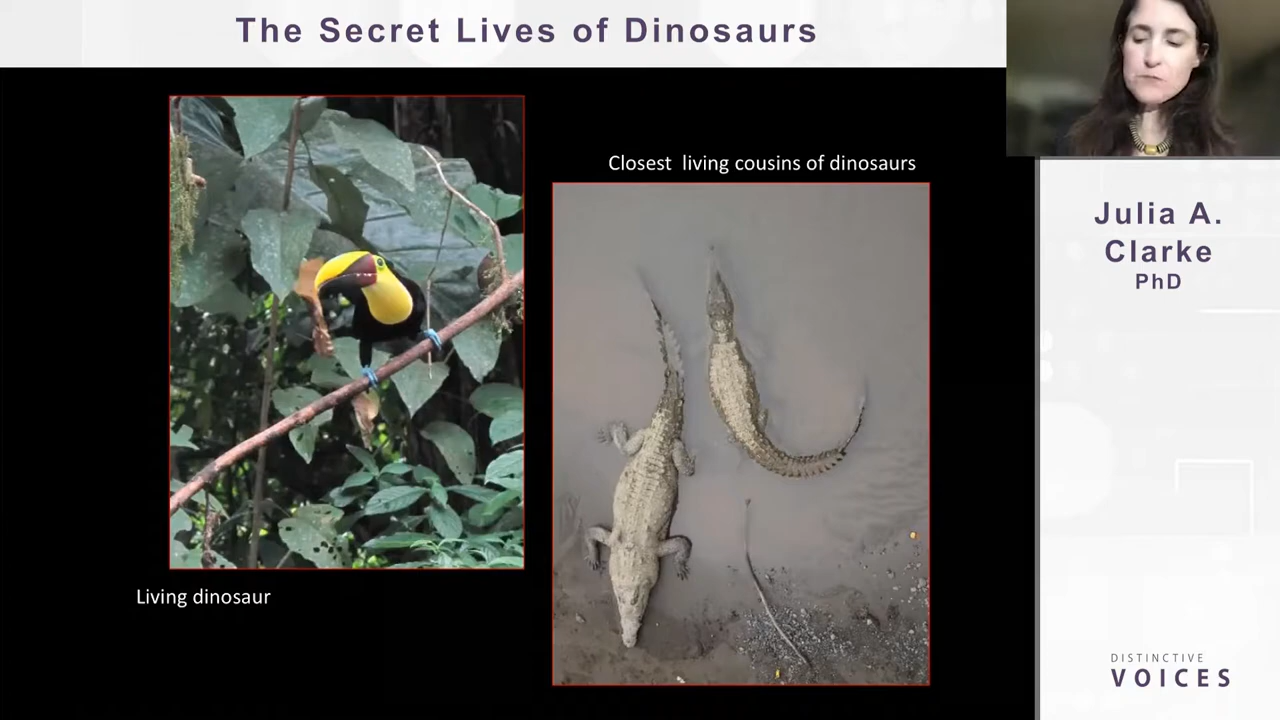 The Secret Lives of Dinosaurs
Closest living cousins of dinosaurs
Living dinosaur
Julia A.
Clarke
PhD
DISTINCTIVE
VOICES